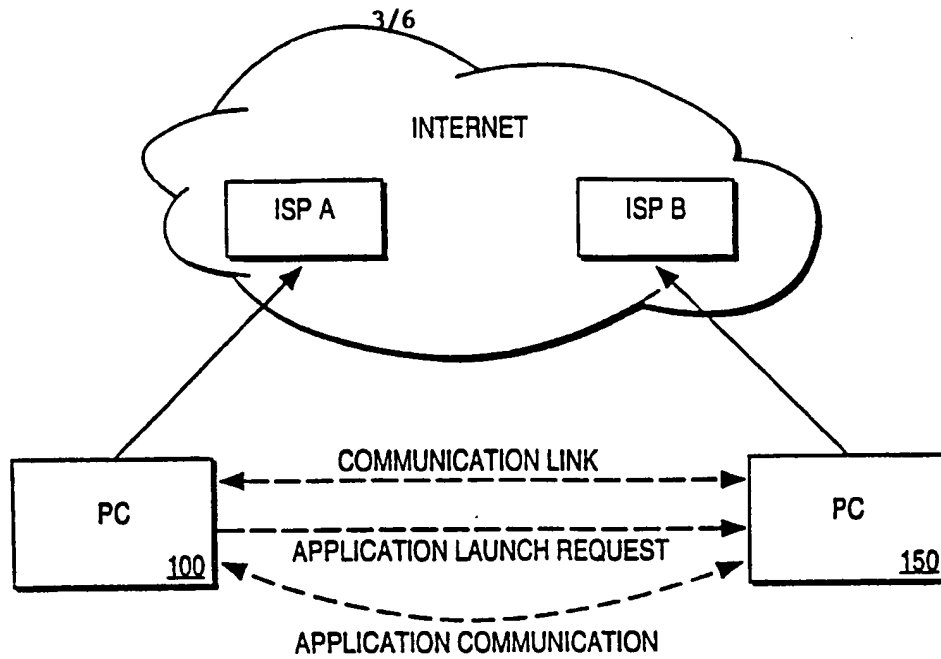 3/6
INTERNET
ISP A
ISP B
COMMUNICATION LINK
PC
PC
APPLICATION LAUNCH REQUEST
100
150
APPLICATION COMMUNICATION